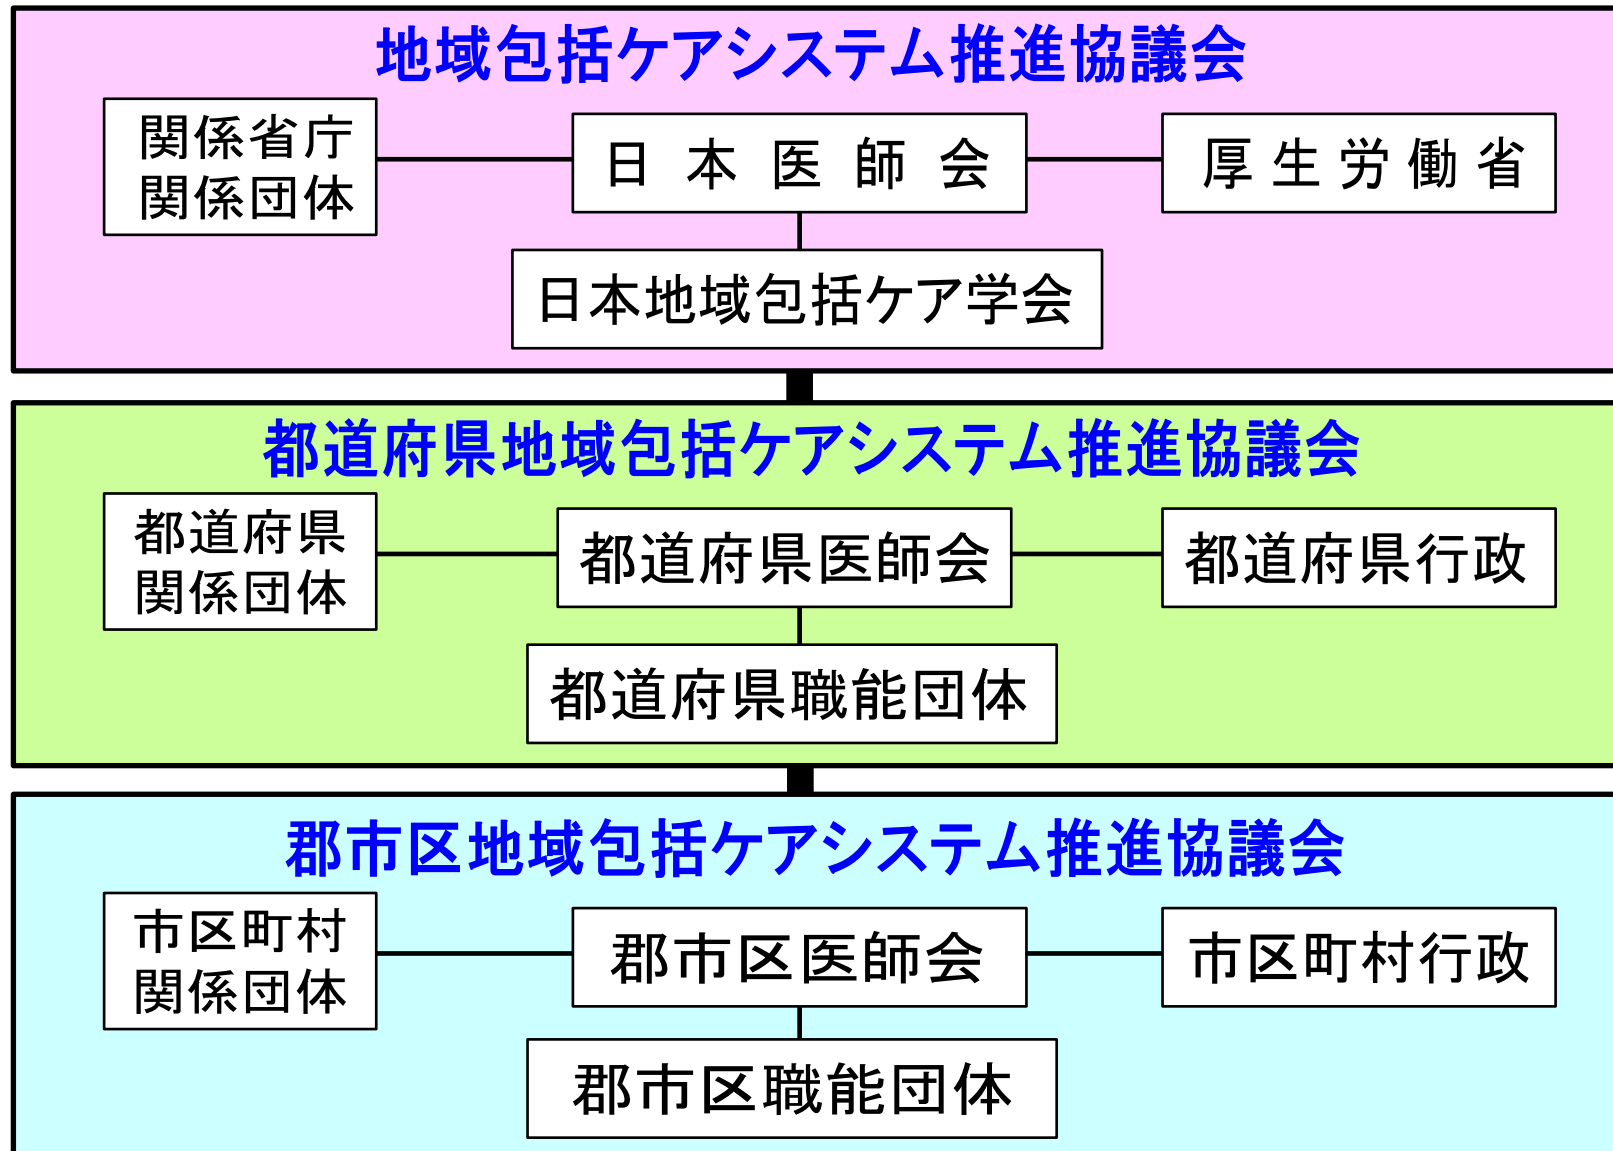 地域包括ケアシステム推進協議会
関係省庁
関係団体
日本医師会
厚生労働省
日本地域包括ケア学会
都道府県地域包括ケアシステム推進協議会
都道府県
関係団体
都道府県医師会
都道府県行政
都道府県職能団体
郡市区地域包括ケアシステム推進協議会
市区町村
関係団体
郡市区医師会
市区町村行政
郡市区職能団体